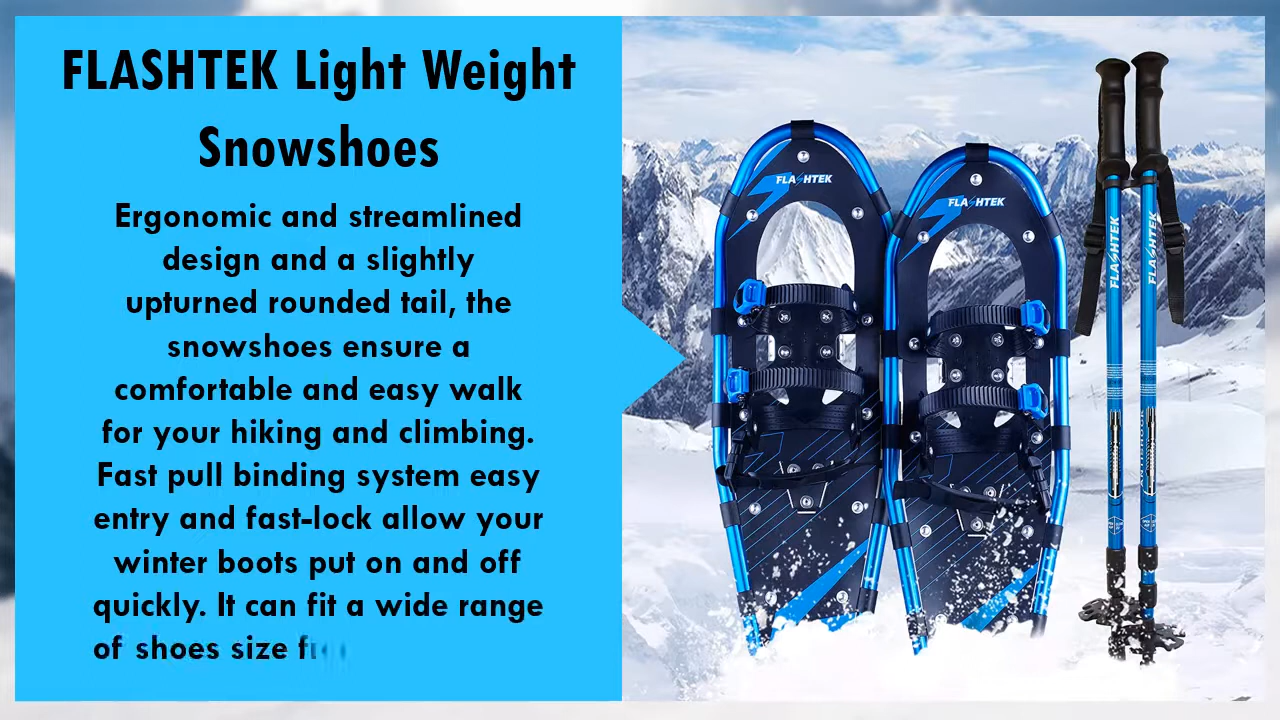 FLASHTEK Light Weight
Snowshoes
Ergonomic and streamlined
design and a slightly
upturned rounded tail, the
snowshoes ensure a
comfortable and easy walk
for your hiking and climbing.
Fast pull binding system easy
entry and fast-lock allow your
winter boots put on and off
quickly. It can fit a wide range
of shoes size
FLASHTEK
FLASHTEK
FLASHTEK
FLASHTEK